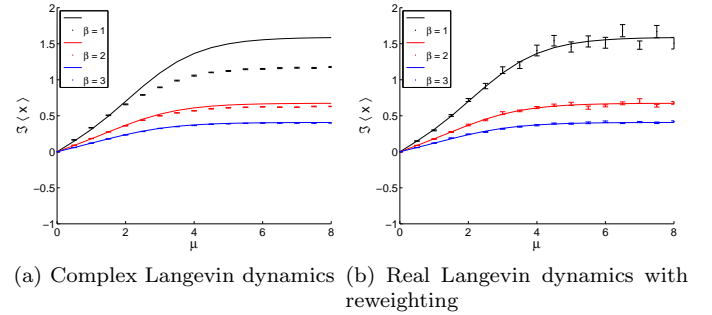 2
1.5
1
0.5
0
−0.5
−1
0
2
4
6
8
μ
ℑ ⟨ x ⟩
β = 1
β = 2
β = 3
2
1.5
1
0.5
0
−0.5
−1
0
2
4
6
8
μ
ℑ ⟨ x ⟩
β = 1
β = 2
β = 3
(a) Complex Langevin dynamics
(b) Real Langevin dynamics with
reweighting